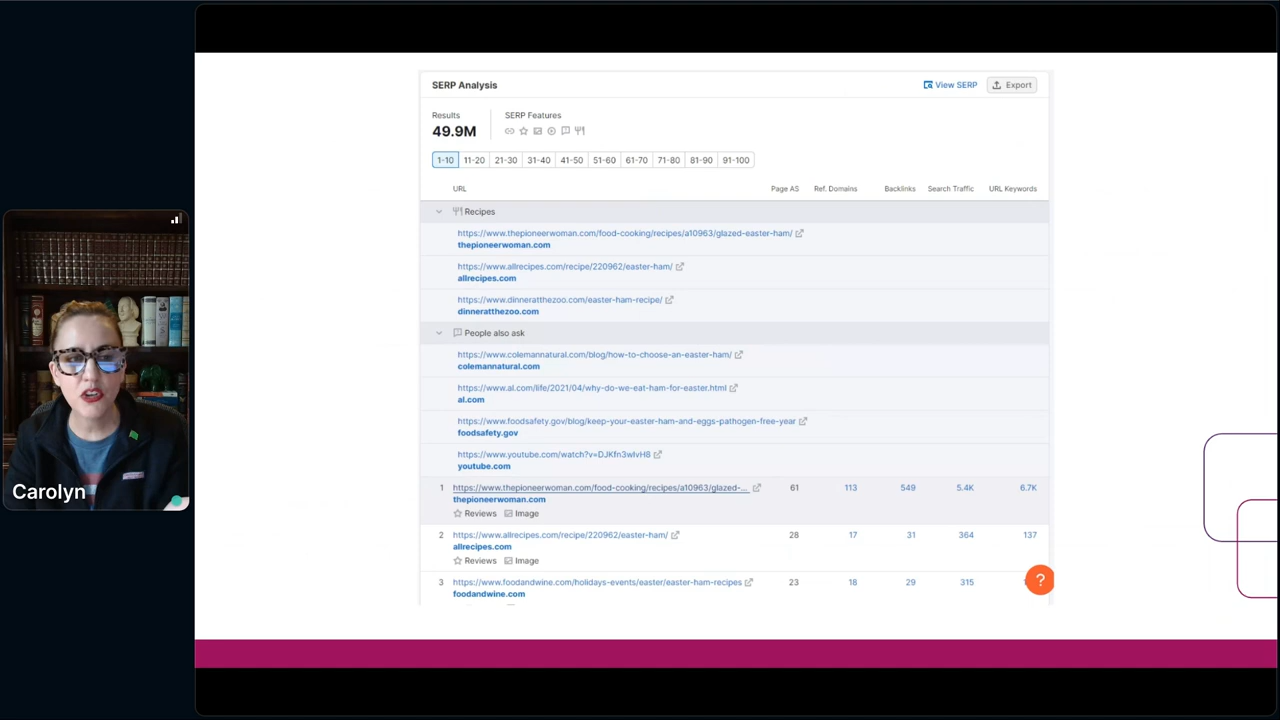 SERP Analysis
View SERP
Export
Results
SERP Features
49.9M
1-10 11-20 21-30 31-40 41-50 51-60 61-70 71-80 81-90 91-100
URL Page AS Ref. Domains Backlinks Search Traffic URL Keywords
Recipes
https://www.thepioneerwoman.com/food-cooking/recipes/a10963/glazed-easter-ham/
thepioneerwoman.com
https://www.allrecipes.com/recipe/220962/easter-ham/
allrecipes.com
https://www.dinneratthezoo.com/easter-ham-recipe/
dinneratthezoo.com
People also ask
https://www.colemannatural.com/blog/how-to-choose-an-easter-ham/
colemannatural.com
https://www.al.com/life/2021/04/why-do-we-eat-ham-for-easter.html
al.com
https://www.foodsafety.gov/blog/keep-your-easter-ham-and-eggs-pathogen-free-year
foodsafety.gov
https://www.youtube.com/watch?v=DJKfn3wIvH8
youtube.com
1 https://www.thepioneerwoman.com/food-cooking/recipes/a10963/glazed-... 61 113 549 5.4K 6.7K
thepioneerwoman.com
Reviews Image
2 https://www.allrecipes.com/recipe/220962/easter-ham/ 28 17 31 364 137
allrecipes.com
Reviews Image
3 https://www.foodandwine.com/holidays-events/easter/easter-ham-recipes 23 18 29 315
foodandwine.com
?
Carolyn